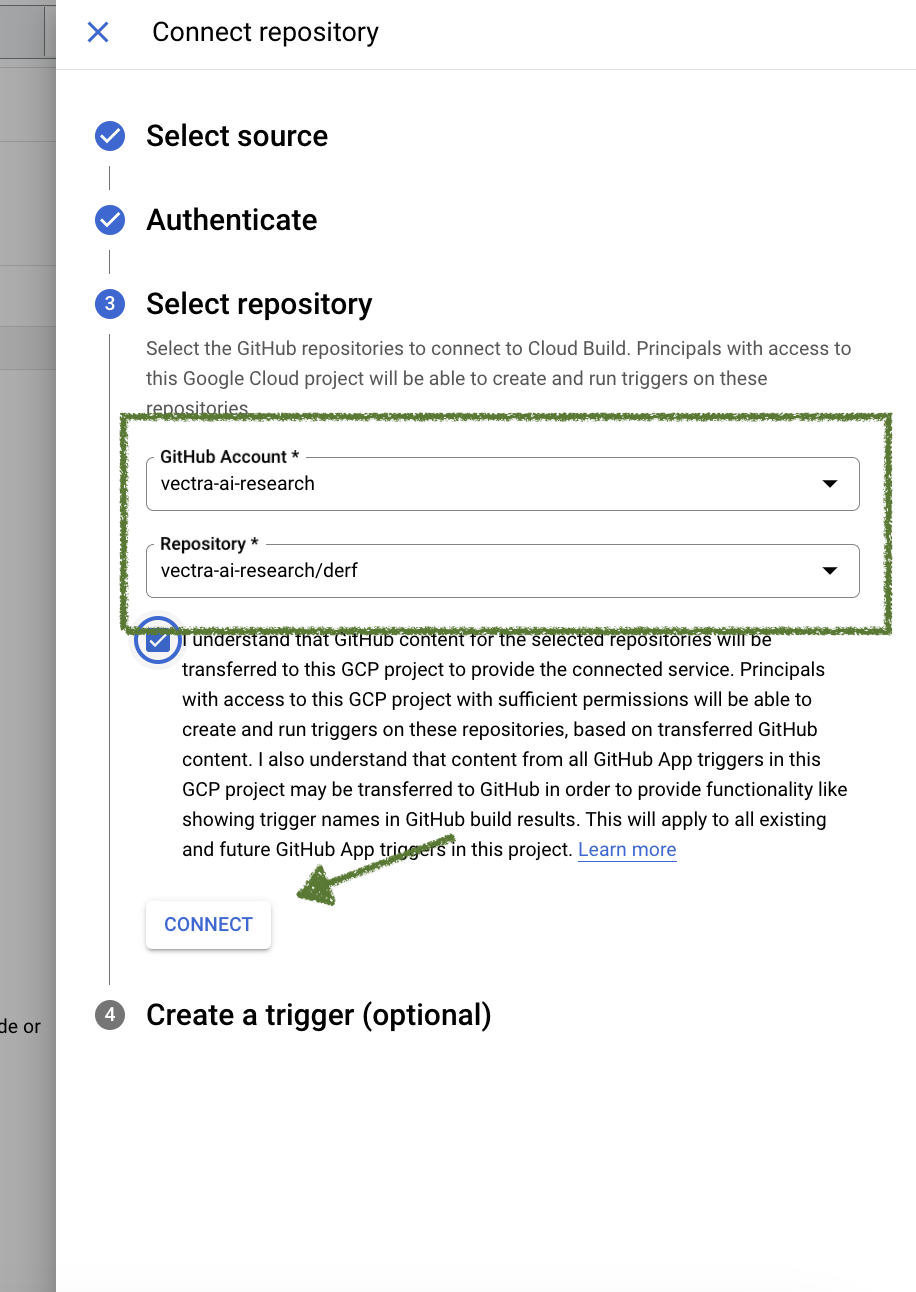 Connect repository
Select source
Authenticate
3
Select repository
Select the GitHub repositories to connect to Cloud Build. Principals with access to
this Google Cloud project will be able to create and run triggers on these
repositories.
GitHub Account *
vectra-ai-research
Repository *
vectra-ai-research/derf
I understand that GitHub content for the selected repositories will be
transferred to this GCP project to provide the connected service. Principals
with access to this GCP project with sufficient permissions will be able to
create and run triggers on these repositories, based on transferred GitHub
content. I also understand that content from all GitHub App triggers in this
GCP project may be transferred to GitHub in order to provide functionality like
showing trigger names in GitHub build results. This will apply to all existing
and future GitHub App triggers in this project. Learn more
CONNECT
4
Create a trigger (optional)
de or